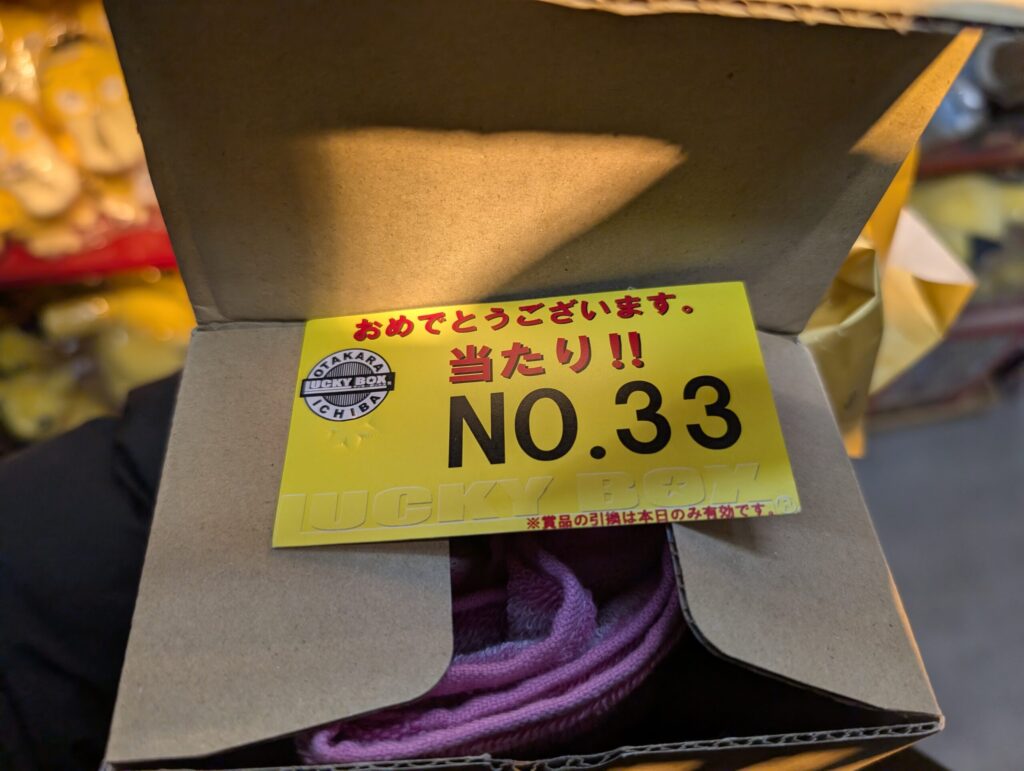 おめでとうございます。
当たり!!
OTAKARA
LUCKY BOX®
ICHIBA
NO.33
LUCKY BOX®
※賞品の引換は本日のみ有効です。